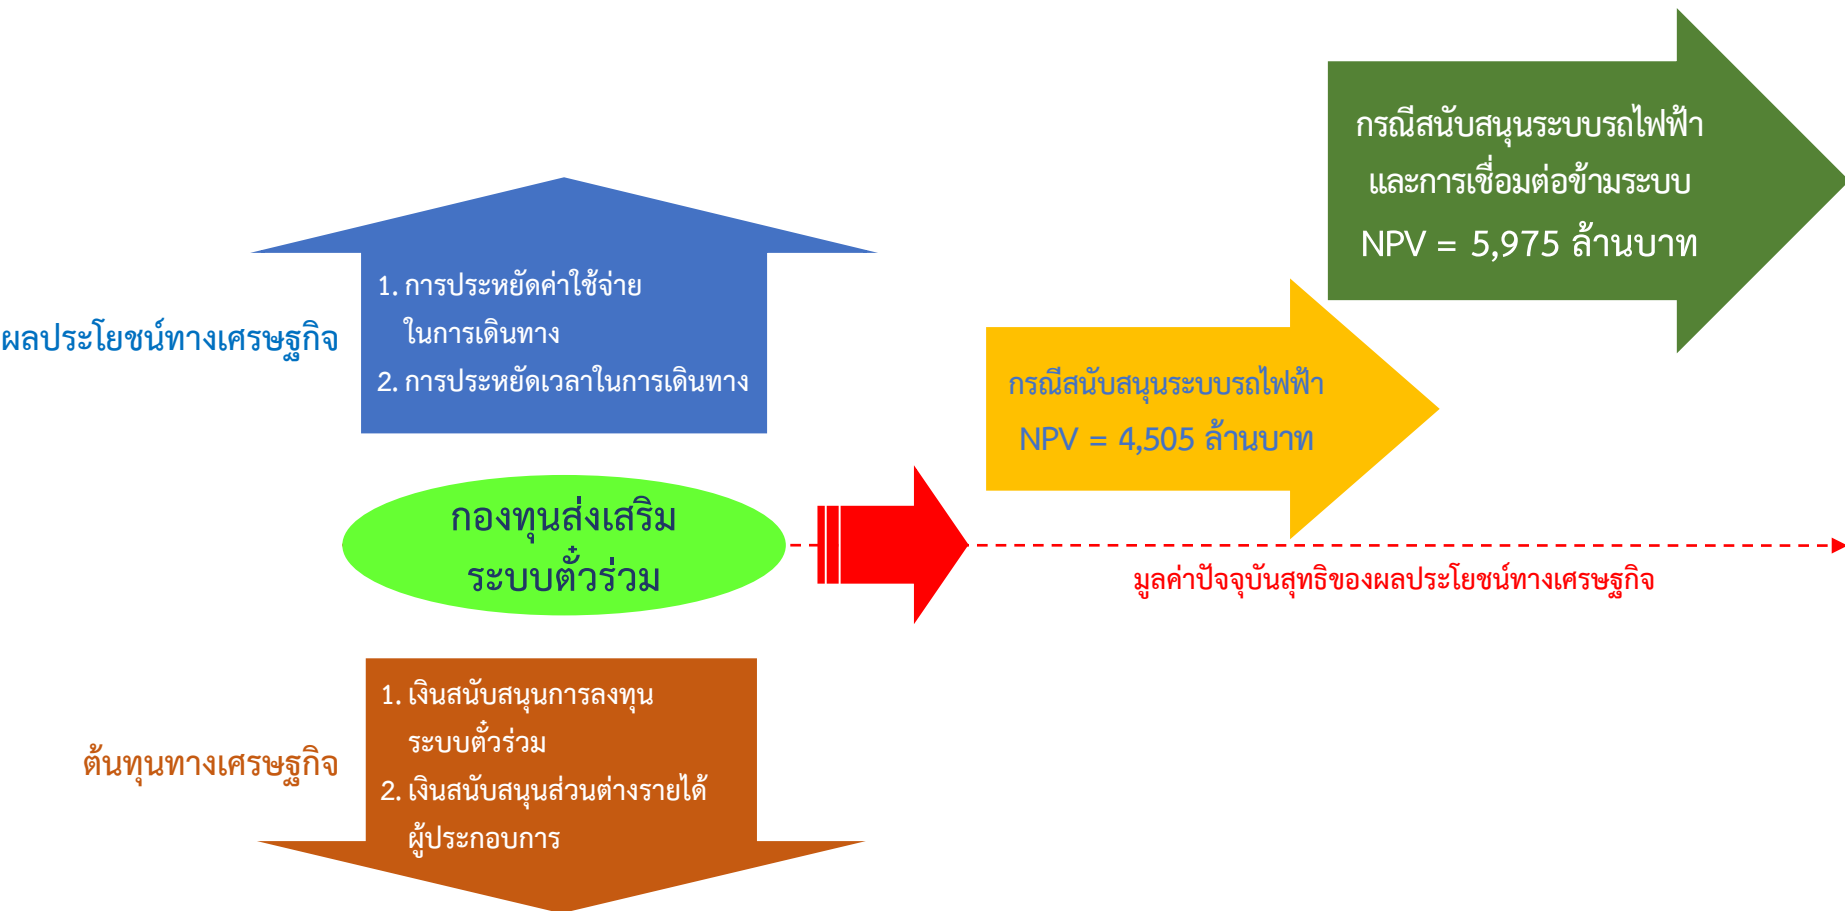 กรณีสนับสนุนระบบรถไฟฟ้า
และการเชื่อมต่อข้ามระบบ
NPV = 5,975 ล้านบาท
ผลประโยชน์ทางเศรษฐกิจ
1. การประหยัดค่าใช้จ่าย
ในการเดินทาง
2. การประหยัดเวลาในการเดินทาง
กรณีสนับสนุนระบบรถไฟฟ้า
NPV = 4,505 ล้านบาท
กองทุนส่งเสริม
ระบบตั๋วร่วม
มูลค่าปัจจุบันสุทธิของผลประโยชน์ทางเศรษฐกิจ
ต้นทุนทางเศรษฐกิจ
1. เงินสนับสนุนการลงทุน
ระบบตั๋วร่วม
2. เงินสนับสนุนส่วนต่างรายได้
ผู้ประกอบการ